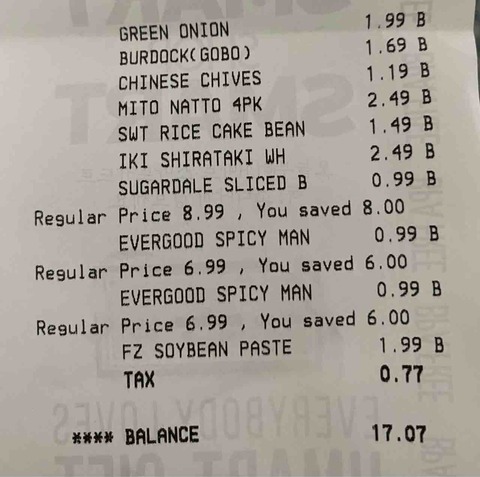 GREEN ONION 1.99 B
BURDOCK(GOBO) 1.69 B
CHINESE CHIVES 1.19 B
MITO NATTO 4PK 2.49 B
SWT RICE CAKE BEAN 1.49 B
IKI SHIRATAKI WH 2.49 B
SUGARDALE SLICED B 0.99 B
Regular Price 8.99 , You saved 8.00
EVERGOOD SPICY MAN 0.99 B
Regular Price 6.99 , You saved 6.00
EVERGOOD SPICY MAN 0.99 B
Regular Price 6.99 , You saved 6.00
FZ SOYBEAN PASTE 1.99 B
TAX 0.77
**** BALANCE 17.07